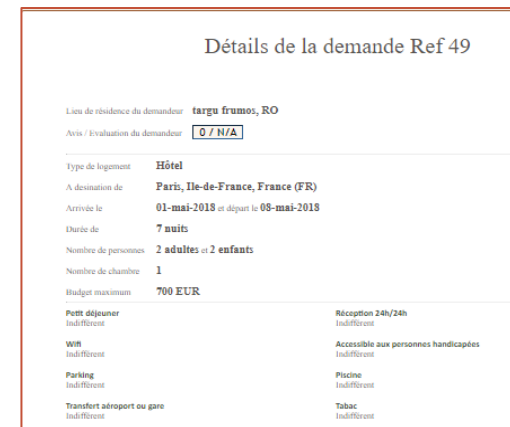 Détails de la demande Ref 49
Lieu de résidence du demandeur targu frumos, RO
Avis / Evaluation du demandeur 0 / N/A
Type de logement Hôtel
A desination de Paris, Ile-de-France, France (FR)
Arrivée le 01-mai-2018 et départ le 08-mai-2018
Durée de 7 nuits
Nombre de personnes 2 adultes et 2 enfants
Nombre de chambre 1
Budget maximum 700 EUR
Petit déjeuner
Indifférent
Réception 24h/24h
Indifférent
Wifi
Indifférent
Accessible aux personnes handicapées
Indifférent
Parking
Indifférent
Piscine
Indifférent
Transfert aéroport ou gare
Indifférent
Tabac
Indifférent